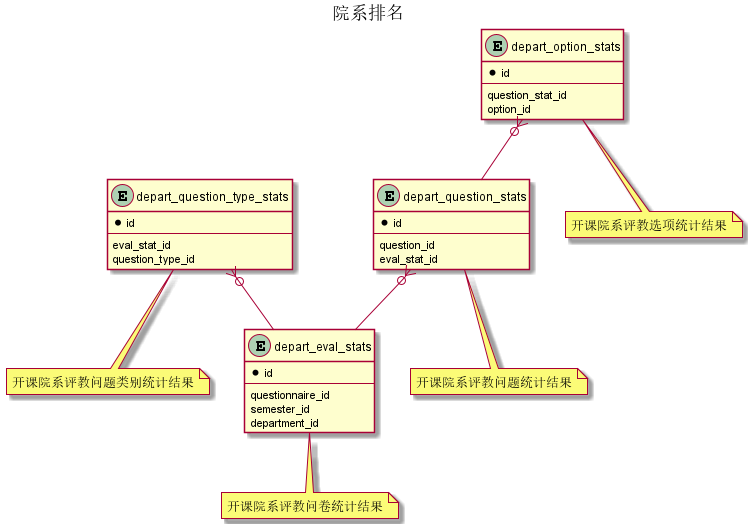 院系排名
E depart_option_stats
id
question_stat_id
option_id
E depart_question_type_stats
id
eval_stat_id
question_type_id
E depart_question_stats
id
question_id
eval_stat_id
开课院系评教选项统计结果
E depart_eval_stats
id
questionnaire_id
semester_id
department_id
开课院系评教问题类别统计结果
开课院系评教问题统计结果
开课院系评教问卷统计结果